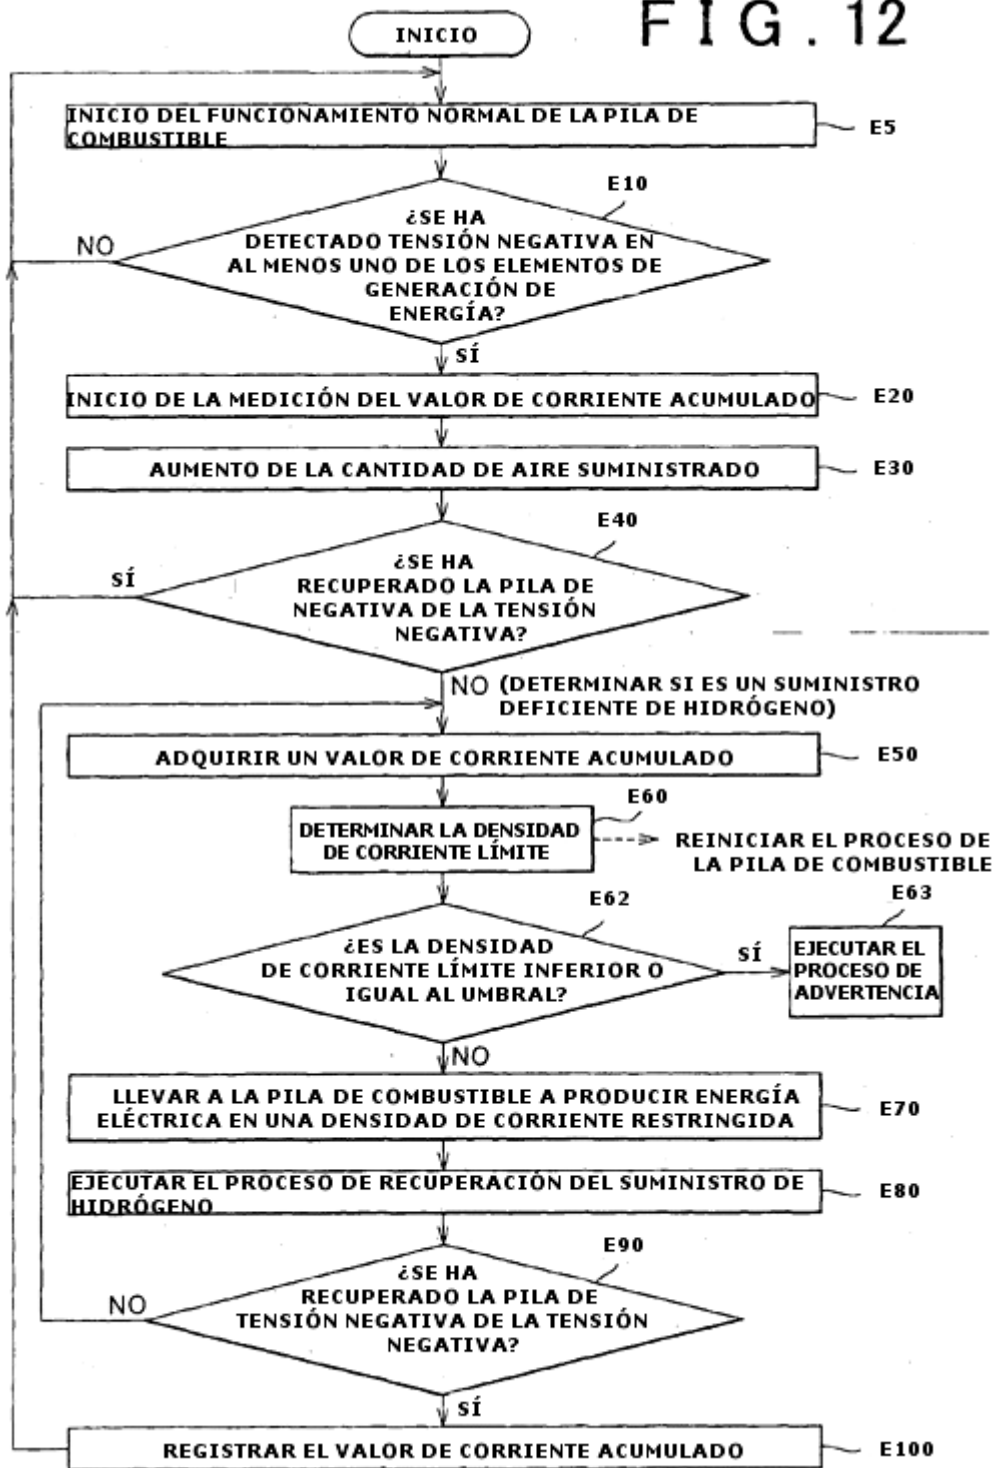 FIG. 12
INICIO
INICIO DEL FUNCIONAMIENTO NORMAL DE LA PILA DE
COMBUSTIBLE
E5
E10
¿SE HA
DETECTADO TENSIÓN NEGATIVA EN
AL MENOS UNO DE LOS ELEMENTOS DE
GENERACIÓN DE
ENERGÍA?
NO
SÍ
INICIO DE LA MEDICIÓN DEL VALOR DE CORRIENTE ACUMULADO
E20
AUMENTO DE LA CANTIDAD DE AIRE SUMINISTRADO
E30
E40
¿SE HA
RECUPERADO LA PILA DE
NEGATIVA DE LA TENSIÓN
NEGATIVA?
SÍ
NO (DETERMINAR SI ES UN SUMINISTRO
DEFICIENTE DE HIDRÓGENO)
ADQUIRIR UN VALOR DE CORRIENTE ACUMULADO
E50
E60
DETERMINAR LA DENSIDAD
DE CORRIENTE LÍMITE
REINICIAR EL PROCESO DE
LA PILA DE COMBUSTIBLE
E62
¿ES LA DENSIDAD
DE CORRIENTE LÍMITE INFERIOR O
IGUAL AL UMBRAL?
SÍ
E63
EJECUTAR EL
PROCESO DE
ADVERTENCIA
NO
LLEVAR A LA PILA DE COMBUSTIBLE A PRODUCIR ENERGÍA
ELÉCTRICA EN UNA DENSIDAD DE CORRIENTE RESTRINGIDA
E70
EJECUTAR EL PROCESO DE RECUPERACIÓN DEL SUMINISTRO DE
HIDRÓGENO
E80
E90
¿SE HA
RECUPERADO LA PILA DE
TENSIÓN NEGATIVA DE LA TENSIÓN
NEGATIVA?
NO
SÍ
REGISTRAR EL VALOR DE CORRIENTE ACUMULADO
E100